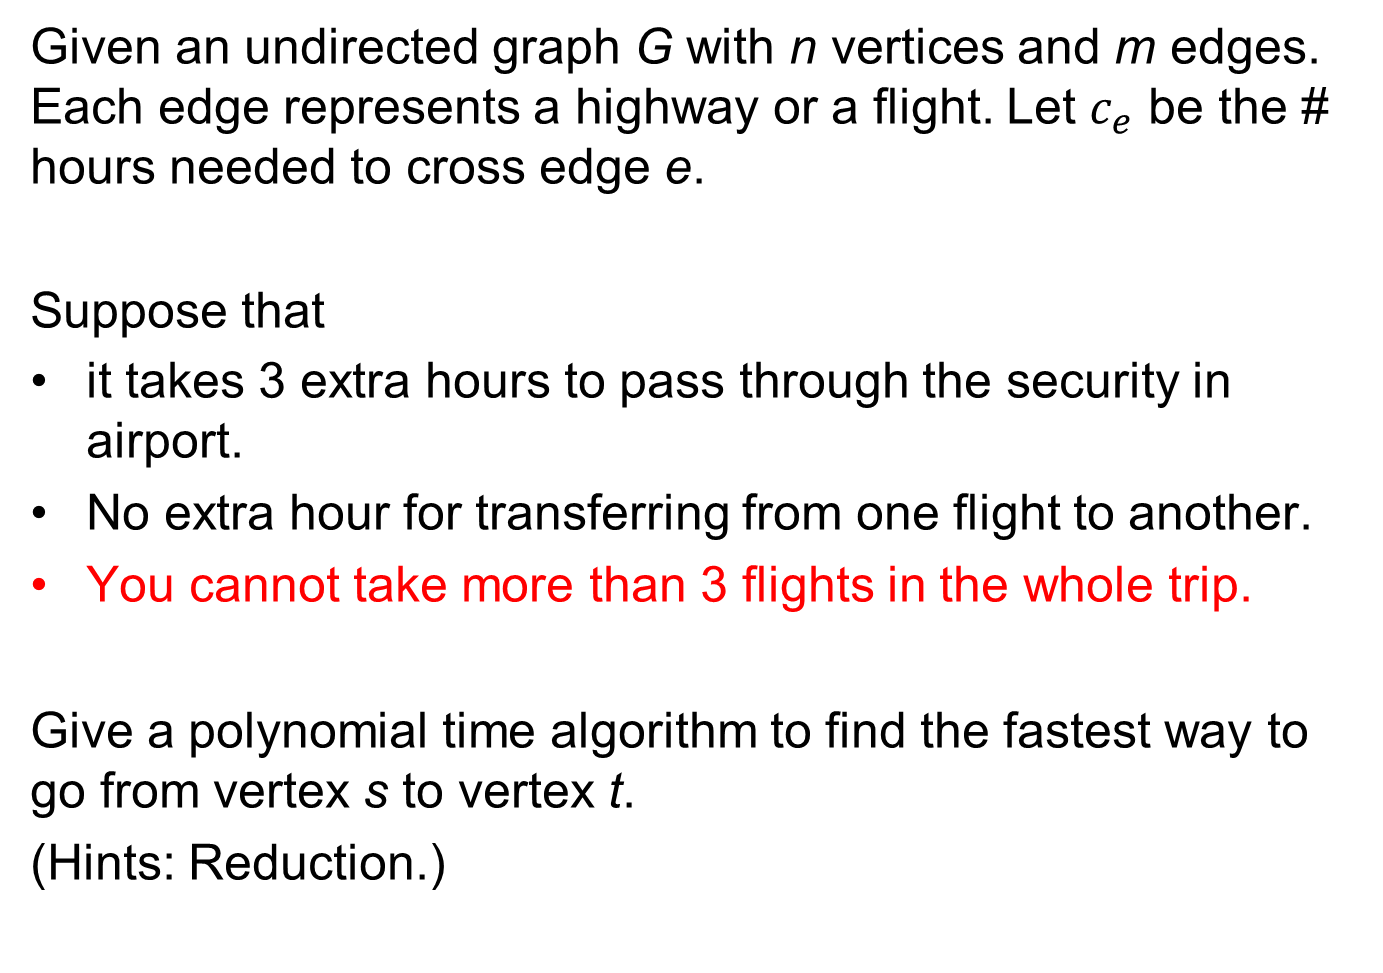 Given an undirected graph G with n vertices and m edges.
Each edge represents a highway or a flight. Let c_e be the #
hours needed to cross edge e.
Suppose that
• it takes 3 extra hours to pass through the security in
airport.
• No extra hour for transferring from one flight to another.
• You cannot take more than 3 flights in the whole trip.
Give a polynomial time algorithm to find the fastest way to
go from vertex s to vertex t.
(Hints: Reduction.)